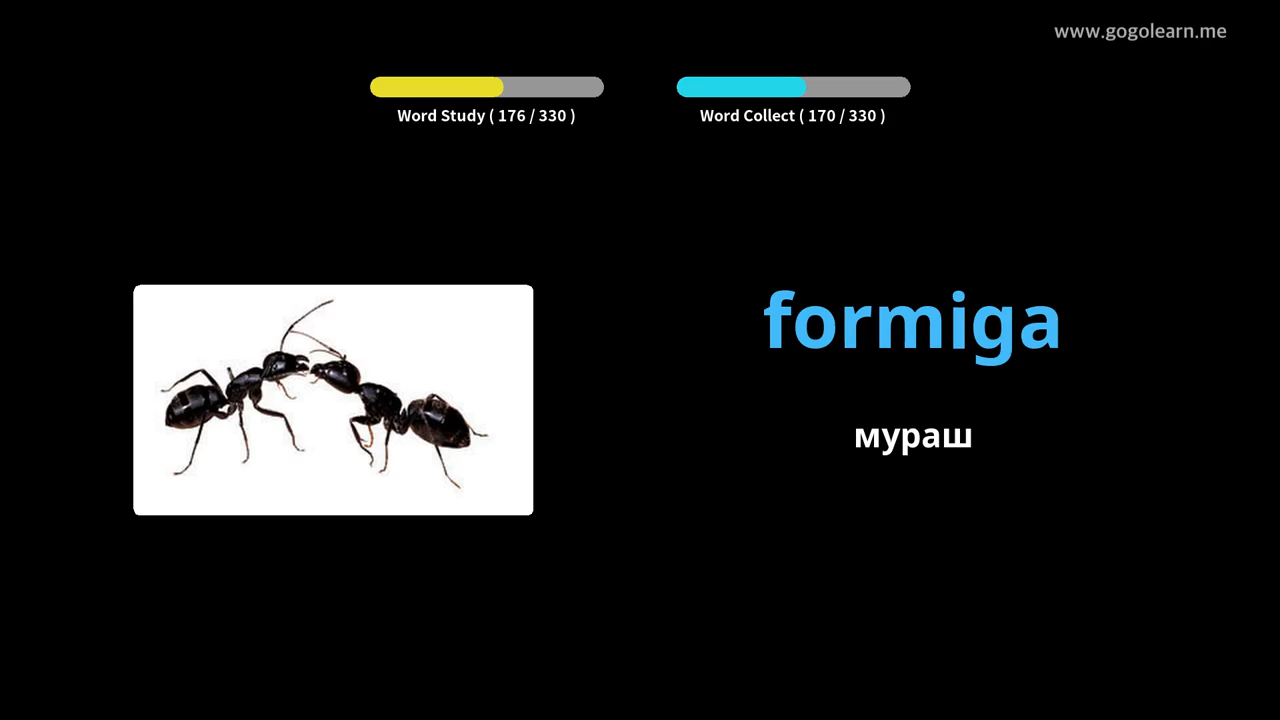 www.gogolearn.me
Word Study ( 176 / 330 )
Word Collect ( 170 / 330 )
formiga
мураш